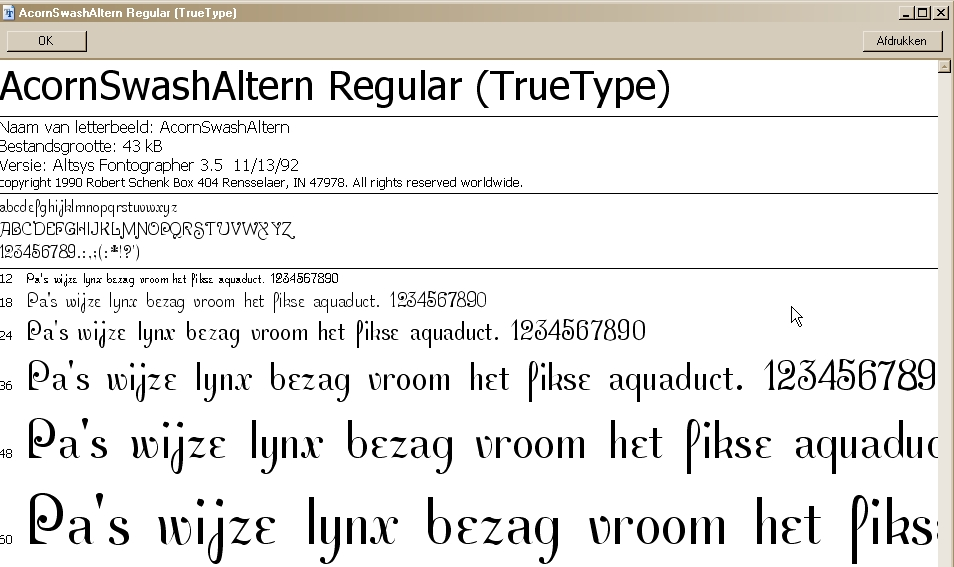 AcornSwashAltern Regular (TrueType)
OK
Afdrukken
AcornSwashAltern Regular (TrueType)
Naam van letterbeeld: AcornSwashAltern
Bestandsgrootte: 43 kB
Versie: Altsys Fontographer 3.5 11/13/92
copyright 1990 Robert Schenk Box 404 Rensselaer, IN 47978. All rights reserved worldwide.
abcdefghijklmnopqrstuvwxyz
ABCDEFGHIJKLMNOPQRSTUVWXYZ
123456789.:,;(:*!?')
12 Pa's wijze lynx bezag vroom het fikse aquaduct. 1234567890
18 Pa's wijze lynx bezag vroom het fikse aquaduct. 1234567890
24 Pa's wijze lynx bezag vroom het fikse aquaduct. 1234567890
36 Pa's wijze lynx bezag vroom het fikse aquaduct. 123456789
48 Pa's wijze lynx bezag vroom het fikse aquaduc
60 Pa's wijze lynx bezag vroom het fiks